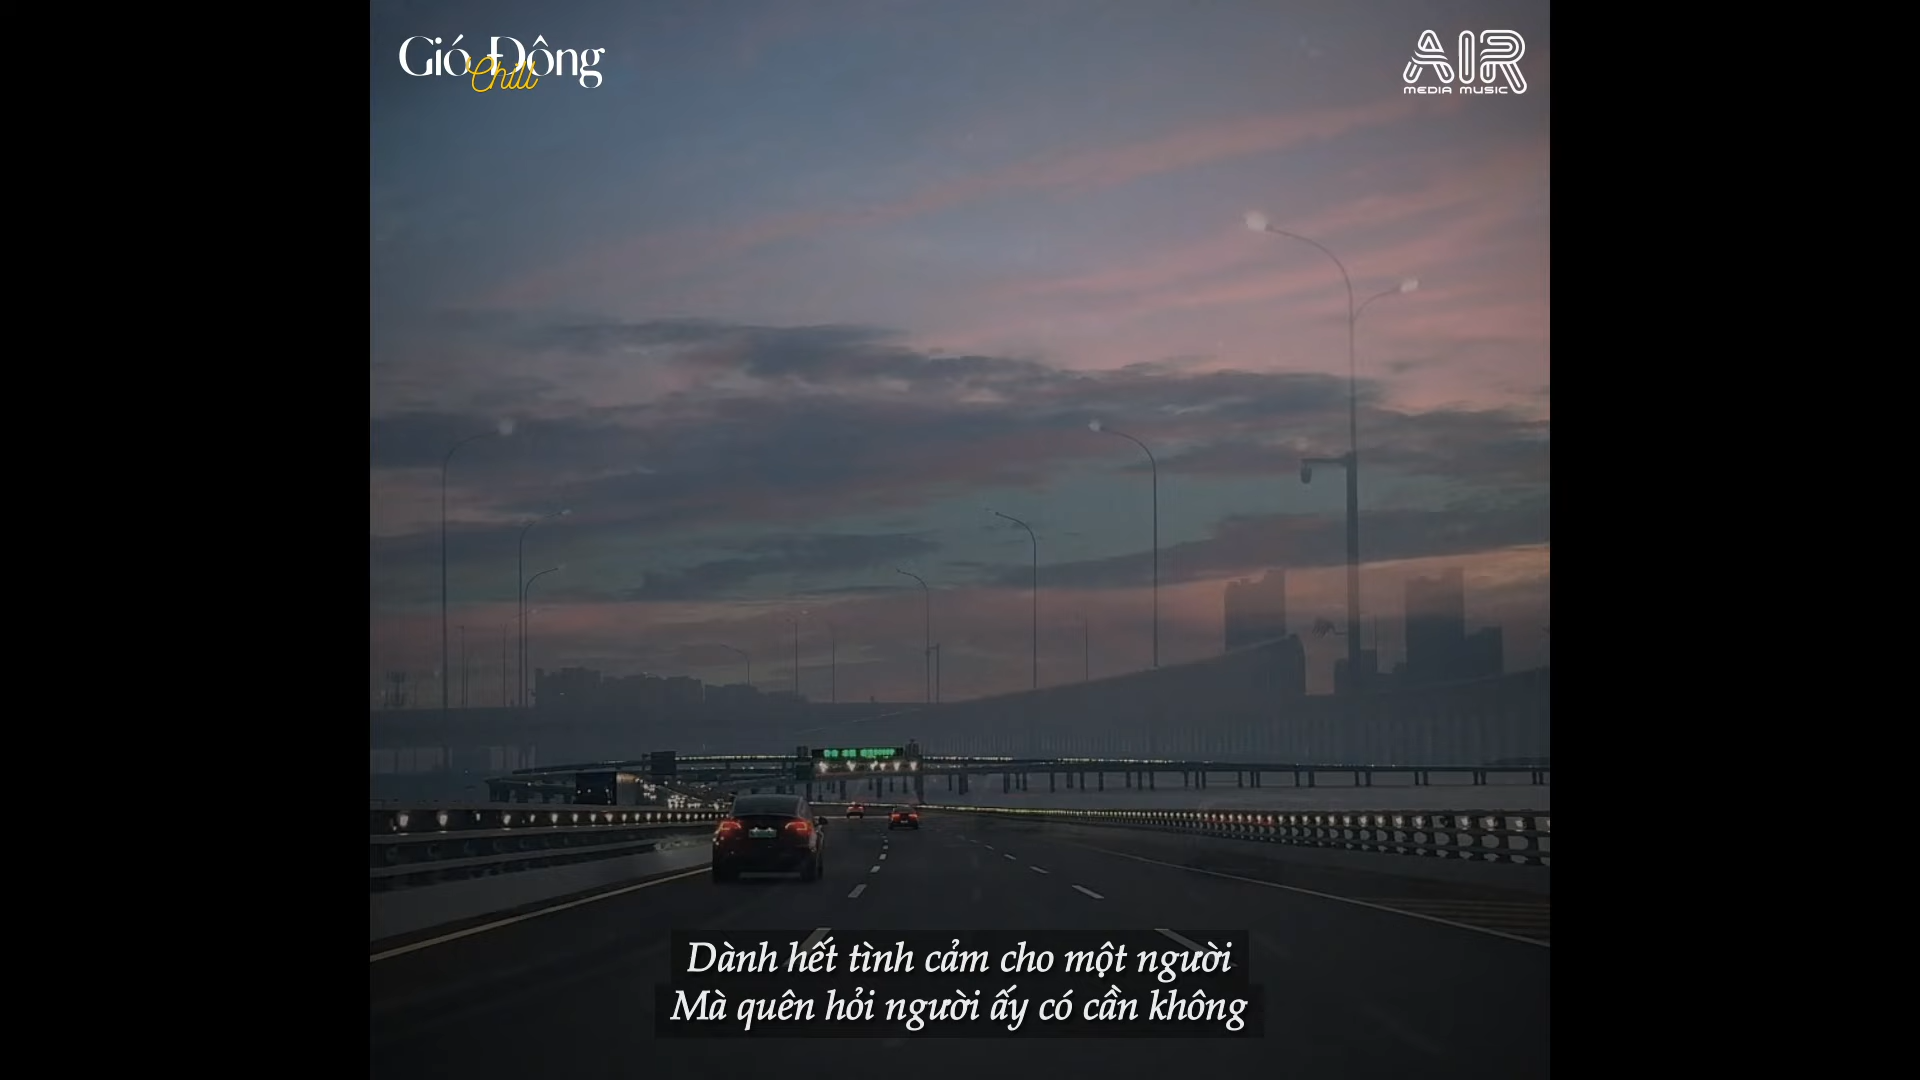 Gió Đông
Chill
AIR
MEDIA MUSIC
Dành hết tình cảm cho một người
Mà quên hỏi người ấy có cần không